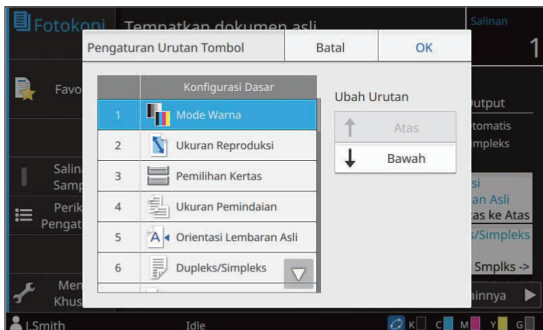 Fotokopi
Tempatkan dokumen asli
Salinan
1
Pengaturan Urutan Tombol
Batal
OK
Konfigurasi Dasar
1 Mode Warna
2 Ukuran Reproduksi
3 Pemilihan Kertas
4 Ukuran Pemindaian
5 Orientasi Lembaran Asli
6 Dupleks/Simpleks
Ubah Urutan
Atas
Bawah
Favo
Salin
Samp
Perik
Pengat
Men
Khus
utput
tomatis
mpleks
si
an Asli
as ke Atas
s/Simpleks
Smplks ->
ainnya
J.Smith
Idle
K C M Y G